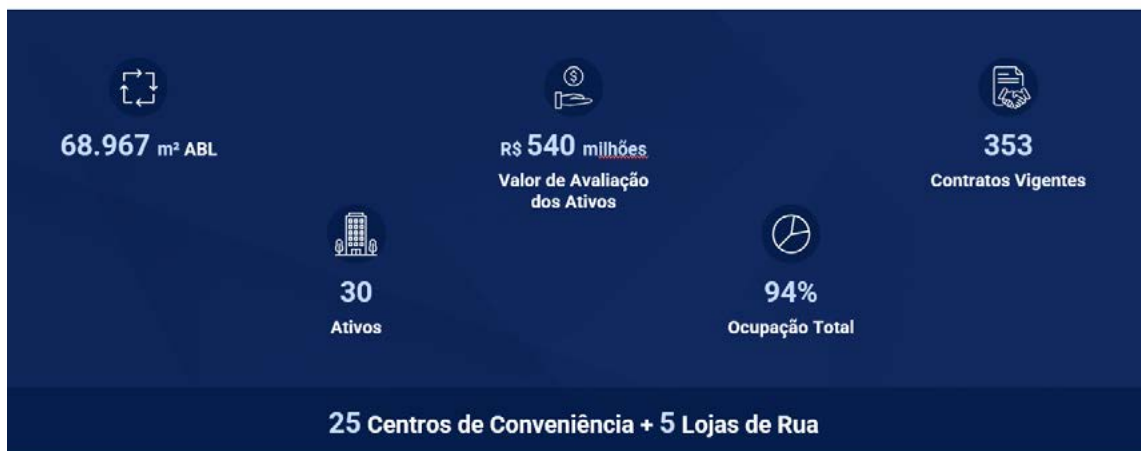 68.967 m² ABL
R$ 540 milhões
Valor de Avaliação
dos Ativos
353
Contratos Vigentes
30
Ativos
94%
Ocupação Total
25 Centros de Conveniência + 5 Lojas de Rua